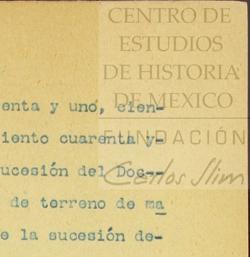 CENTRO DE
ESTUDIOS
DE HISTORIA
DE MEXICO
enta y uno, cien-
iento cuarenta y-
FUNDACIÓN
ucesión del Doc--
Carlos Slim
de terreno de ma
e la sucesión de-